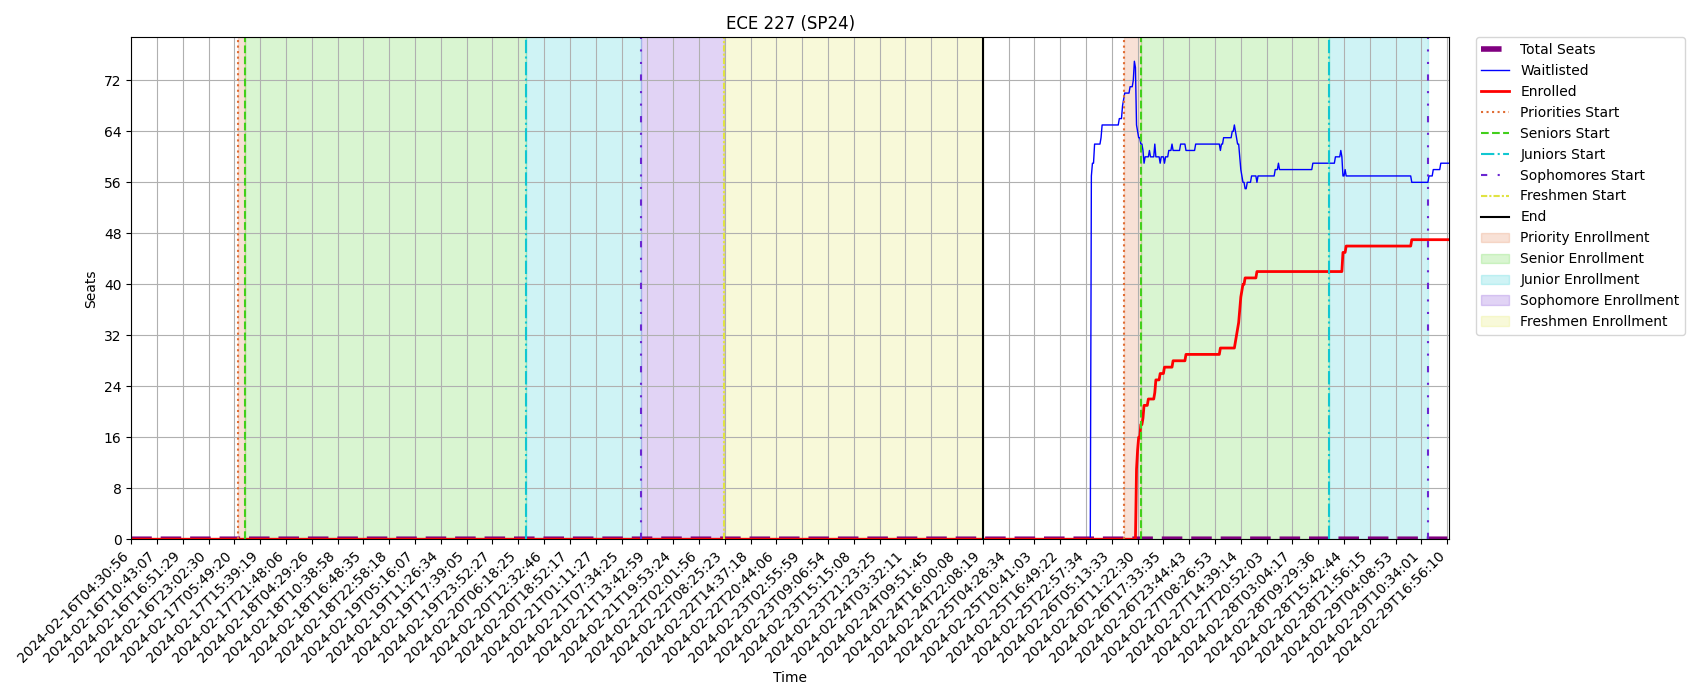 ECE 227 (SP24)
Seats
72
64
56
48
40
32
24
16
8
0
2024-02-16T04:30:56
2024-02-16T10:43:07
2024-02-16T16:51:29
2024-02-16T23:02:30
2024-02-17T05:49:20
2024-02-17T15:39:19
2024-02-17T21:48:06
2024-02-18T04:29:26
2024-02-18T10:38:58
2024-02-18T16:48:35
2024-02-18T22:58:18
2024-02-19T05:16:07
2024-02-19T11:26:34
2024-02-19T17:39:05
2024-02-19T23:52:27
2024-02-20T06:18:25
2024-02-20T12:32:46
2024-02-20T18:52:17
2024-02-21T01:11:27
2024-02-21T07:34:25
2024-02-21T13:42:59
2024-02-21T19:53:24
2024-02-22T02:01:56
2024-02-22T08:25:23
2024-02-22T14:37:18
2024-02-22T20:44:06
2024-02-23T02:55:59
2024-02-23T09:06:54
2024-02-23T15:15:08
2024-02-23T21:23:25
2024-02-24T03:32:11
2024-02-24T09:51:45
2024-02-24T16:00:08
2024-02-24T22:08:19
2024-02-25T04:28:34
2024-02-25T10:41:03
2024-02-25T16:49:22
2024-02-25T22:57:34
2024-02-26T05:13:33
2024-02-26T11:22:30
2024-02-26T17:33:35
2024-02-26T23:44:43
2024-02-27T08:26:53
2024-02-27T14:39:14
2024-02-27T20:52:03
2024-02-28T03:04:17
2024-02-28T09:29:36
2024-02-28T15:42:44
2024-02-28T21:56:15
2024-02-29T04:08:53
2024-02-29T10:34:01
2024-02-29T16:56:10
Time
Total Seats
Waitlisted
Enrolled
Priorities Start
Seniors Start
Juniors Start
Sophomores Start
Freshmen Start
End
Priority Enrollment
Senior Enrollment
Junior Enrollment
Sophomore Enrollment
Freshmen Enrollment